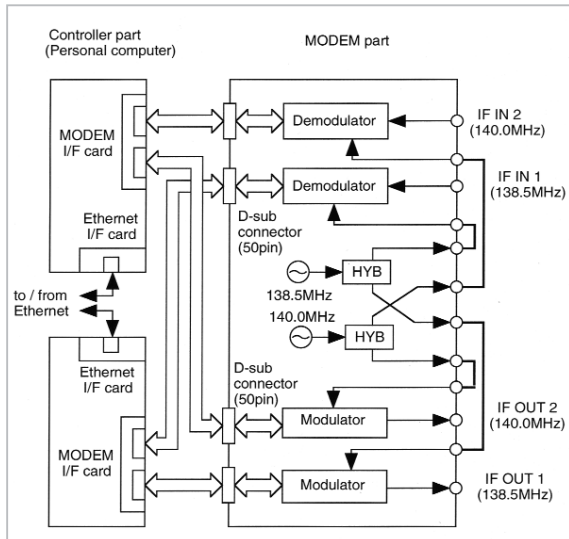 Controller part
(Personal computer)
MODEM part
MODEM
I/F card
Ethernet
I/F card
to / from
Ethernet
Ethernet
I/F card
MODEM
I/F card
Demodulator
Demodulator
D-sub
connector
(50pin)
HYB
138.5MHz
140.0MHz
HYB
D-sub
connector
(50pin)
Modulator
Modulator
IF IN 2
(140.0MHz)
IF IN 1
(138.5MHz)
IF OUT 2
(140.0MHz)
IF OUT 1
(138.5MHz)